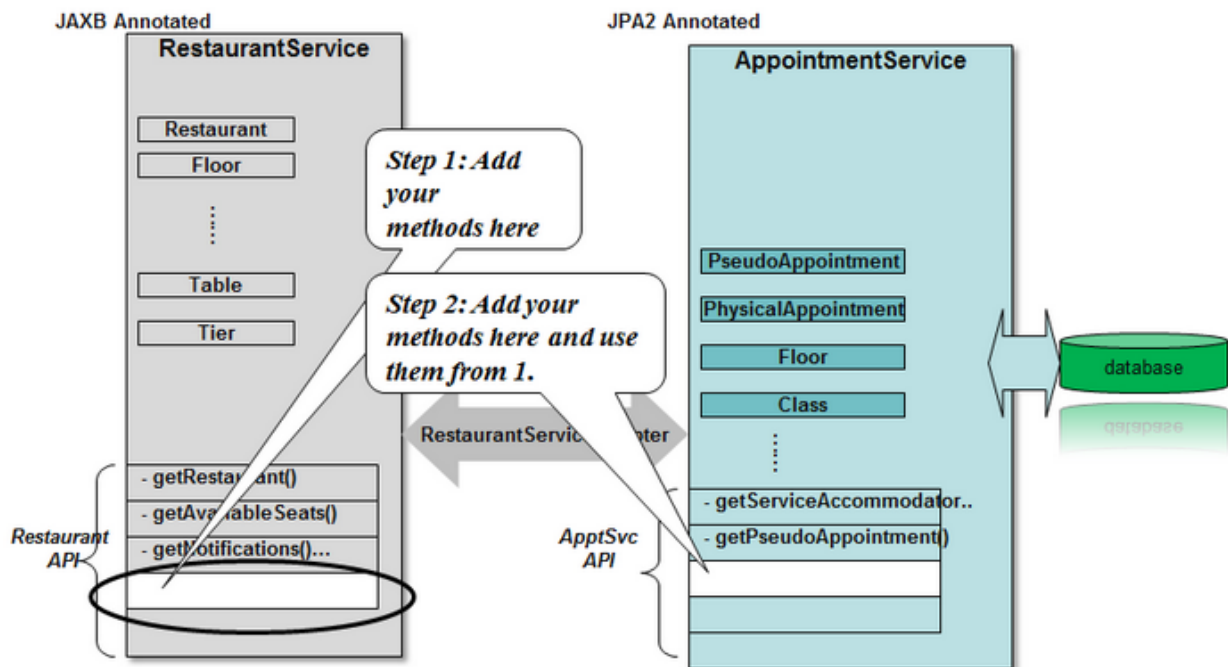 JAXB Annotated
RestaurantService
Restaurant
Floor
Table
Tier
- getRestaurant()
- getAvailableSeats()
- getNotifications()...
Restaurant
API
Step 1: Add
your
methods here
Step 2: Add your
methods here and use
them from 1.
RestaurantService
JPA2 Annotated
AppointmentService
PseudoAppointment
PhysicalAppointment
Floor
Class
- getServiceAccommodator..
- getPseudoAppointment()
ApptSvc
API
database
database